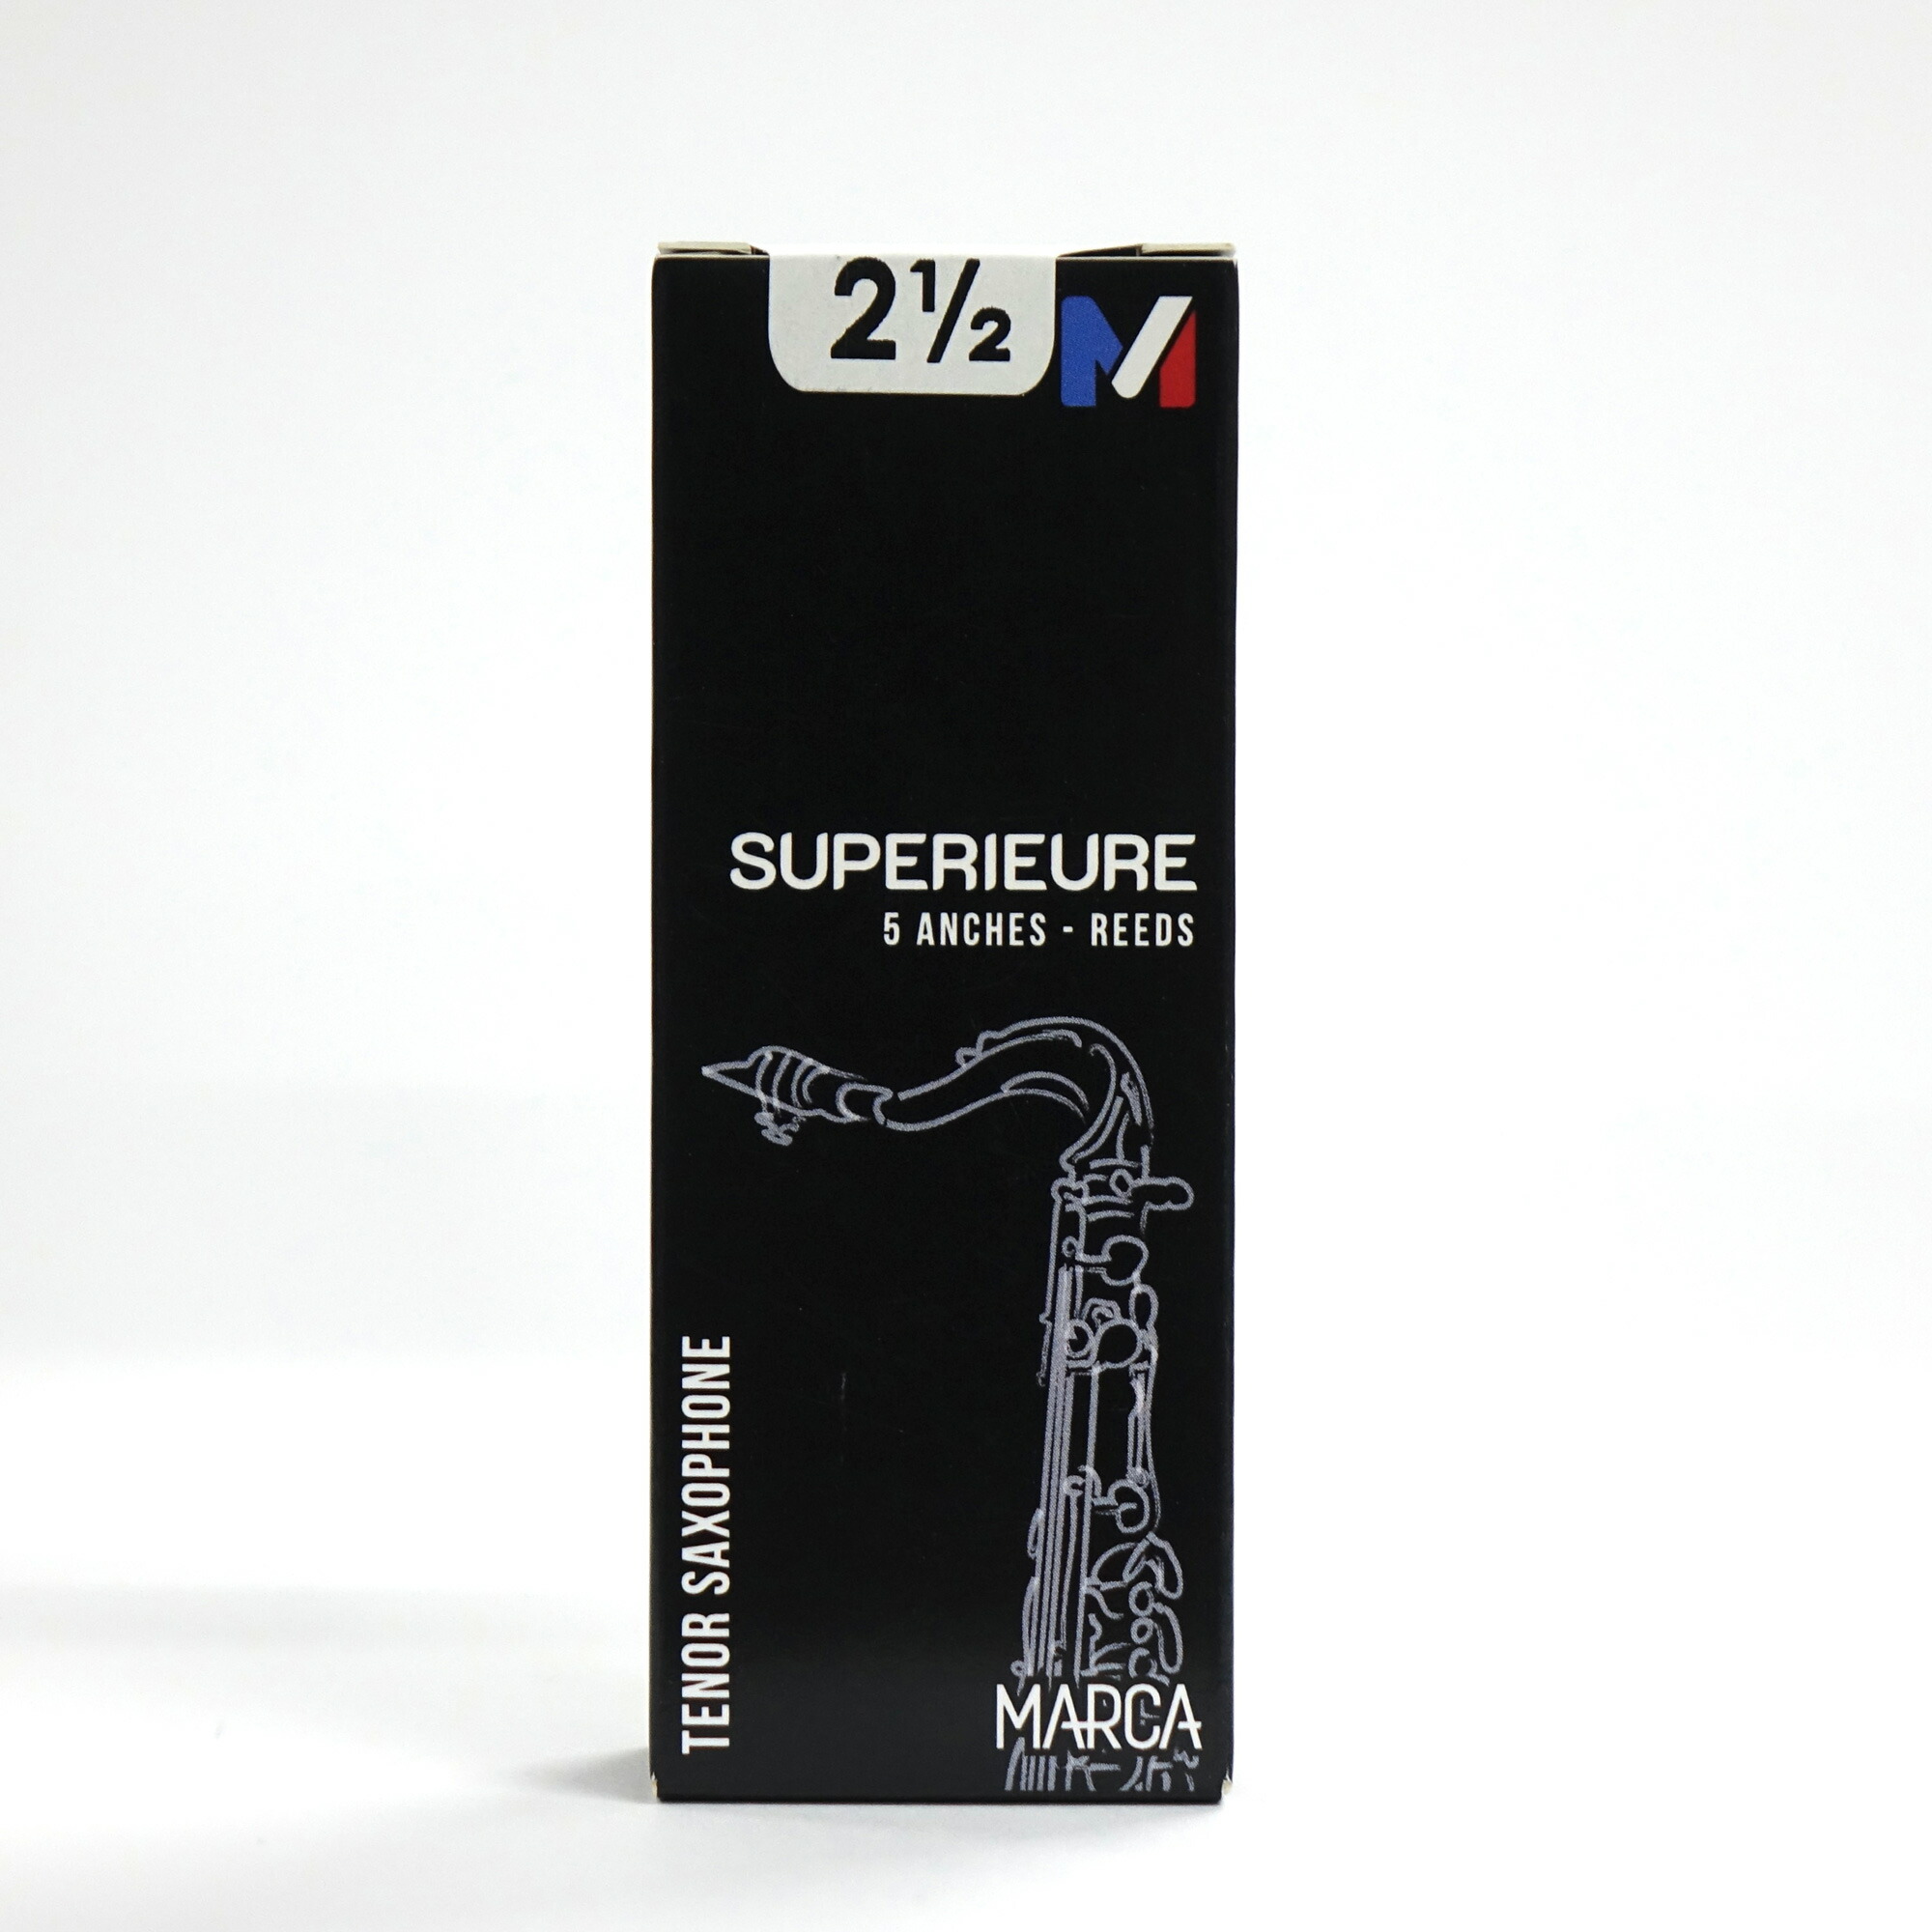 2½
M
SUPERIEURE
5 ANCHES - REEDS
TENOR SAXOPHONE
MARCA